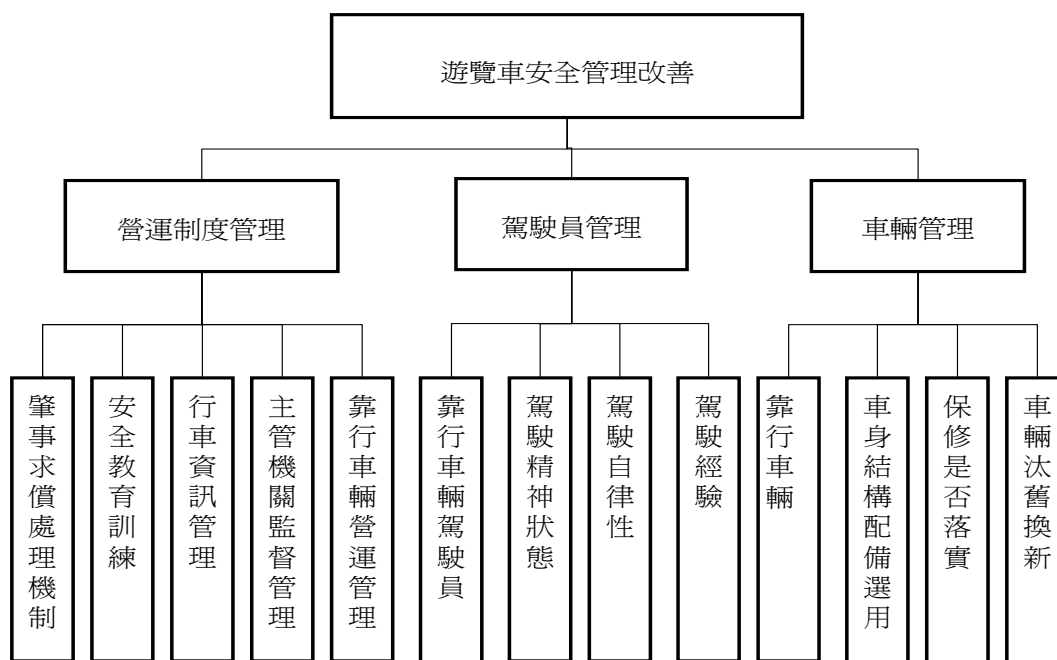 遊覽車安全管理改善
營運制度管理
駕駛員管理
車輛管理
肇事求償處理機制
安全教育訓練
行車資訊管理
主管機關監督管理
靠行車輛營運管理
靠行車輛駕駛員
駕駛精神狀態
駕駛自律性
駕駛經驗
靠行車輛
車身結構配備選用
保修是否落實
車輛汰舊換新